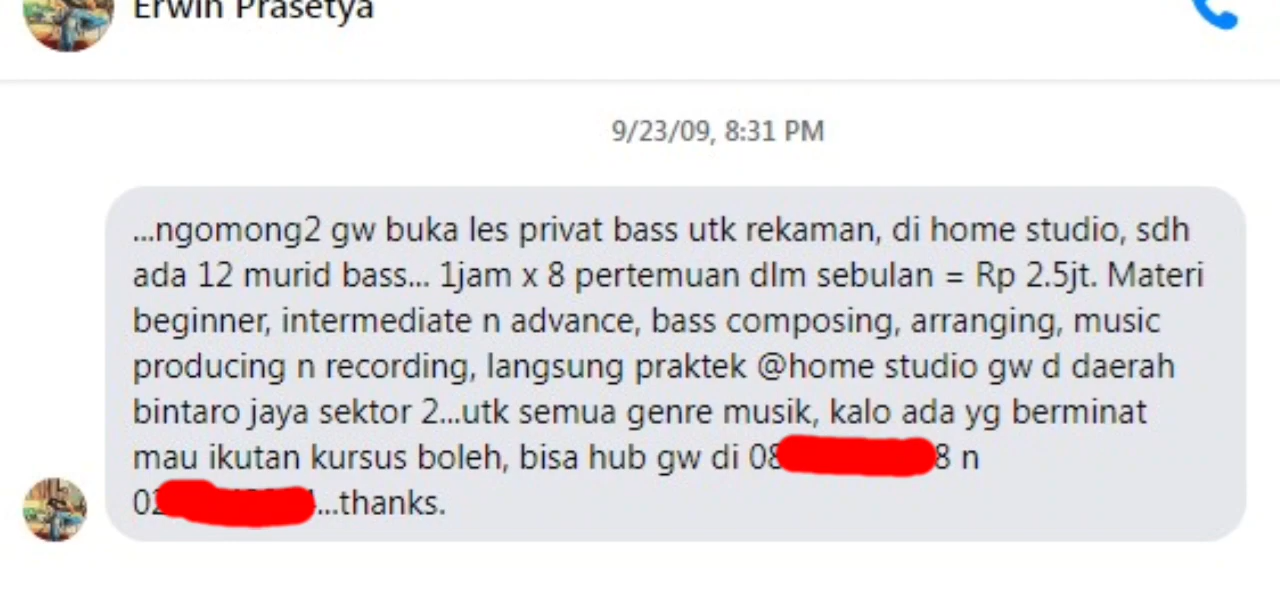 Erwin Prasetya
9/23/09, 8:31 PM
...ngomong2 gw buka les privat bass utk rekaman, di home studio, sdh
ada 12 murid bass... 1jam x 8 pertemuan dlm sebulan = Rp 2.5jt. Materi
beginner, intermediate n advance, bass composing, arranging, music
producing n recording, langsung praktek @home studio gw d daerah
bintaro jaya sektor 2...utk semua genre musik, kalo ada yg berminat
mau ikutan kursus boleh, bisa hub gw di 08 8 n
02 ...thanks.